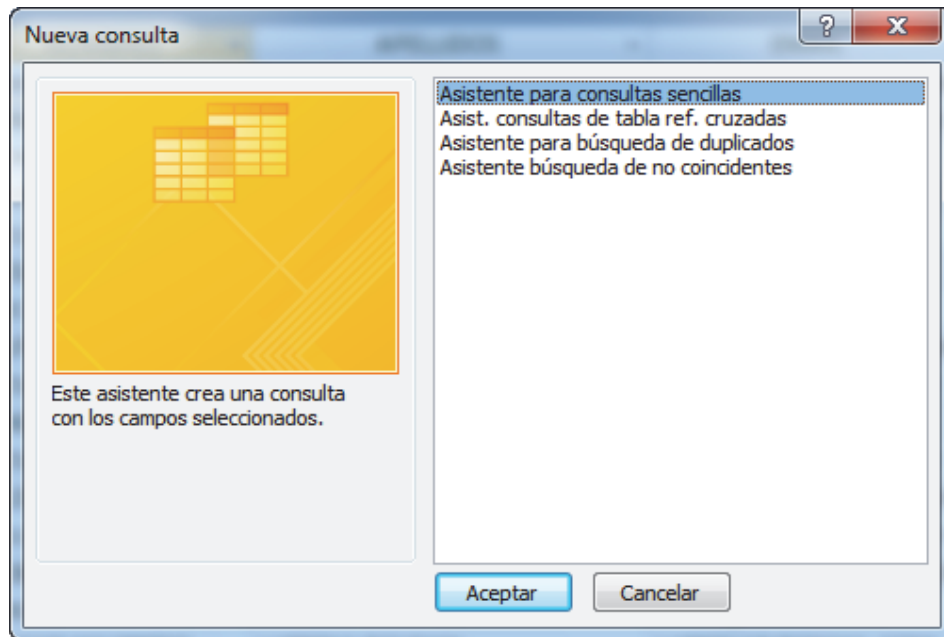 Nueva consulta
Asistente para consultas sencillas
Asist. consultas de tabla ref. cruzadas
Asistente para búsqueda de duplicados
Asistente búsqueda de no coincidentes
Este asistente crea una consulta
con los campos seleccionados.
Aceptar
Cancelar